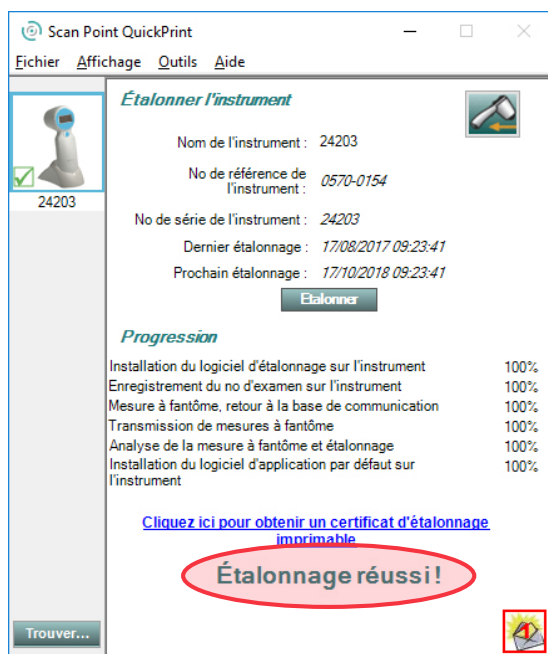 Scan Point QuickPrint
Fichier Affichage Outils Aide
24203
Étalonner l'instrument
Nom de l'instrument : 24203
No de référence de
l'instrument : 0570-0154
No de série de l'instrument : 24203
Dernier étalonnage : 17/08/2017 09:23:41
Prochain étalonnage : 17/10/2018 09:23:41
Etalonner
Progression
Installation du logiciel d'étalonnage sur l'instrument 100%
Enregistrement du no d'examen sur l'instrument 100%
Mesure à fantôme, retour à la base de communication 100%
Transmission de mesures à fantôme 100%
Analyse de la mesure à fantôme et étalonnage 100%
Installation du logiciel d'application par défaut sur 100%
l'instrument
Cliquez ici pour obtenir un certificat d'étalonnage
imprimable
Étalonnage réussi !
Trouver...